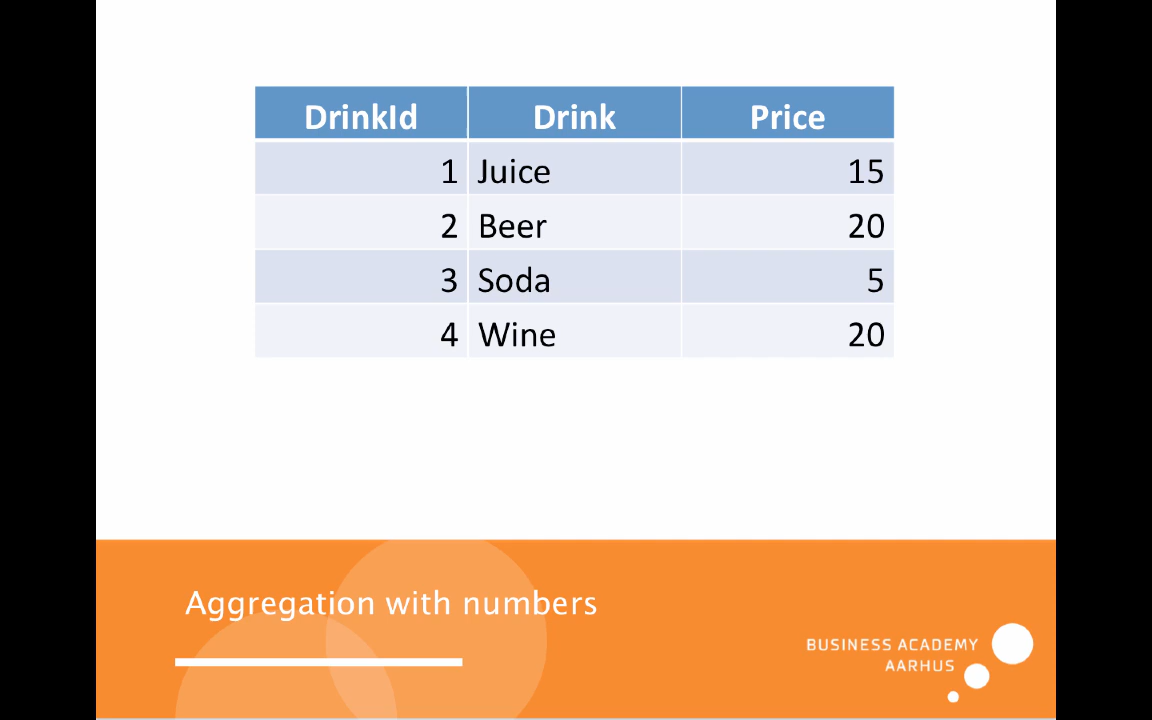 DrinkId Drink Price
1 Juice 15
2 Beer 20
3 Soda 5
4 Wine 20
Aggregation with numbers
BUSINESS ACADEMY
AARHUS